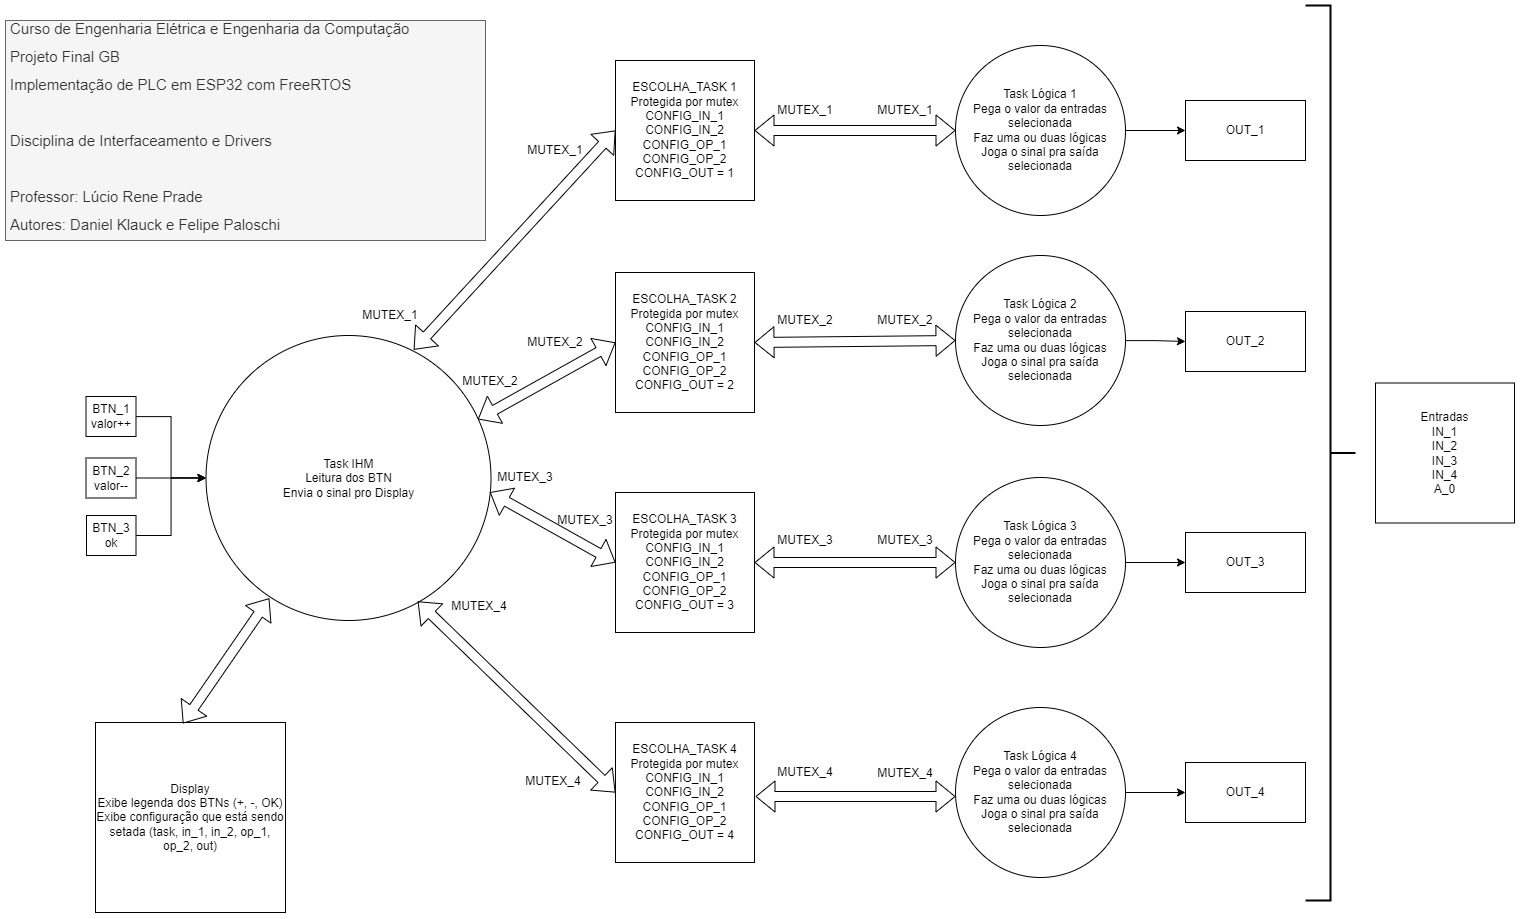 Curso de Engenharia Elétrica e Engenharia da Computação
Projeto Final GB
Implementação de PLC em ESP32 com FreeRTOS
Disciplina de Interfaceamento e Drivers
Professor: Lúcio Rene Prade
Autores: Daniel Klauck e Felipe Paloschi
BTN_1
valor++
BTN_2
valor--
BTN_3
ok
Task IHM
Leitura dos BTN
Envia o sinal pro Display
Display
Exibe legenda dos BTNs (+, -, OK)
Exibe configuração que está sendo
setada (task, in_1, in_2, op_1,
op_2, out)
MUTEX_1
MUTEX_1
ESCOLHA_TASK 1
Protegida por mutex
CONFIG_IN_1
CONFIG_IN_2
CONFIG_OP_1
CONFIG_OP_2
CONFIG_OUT = 1
MUTEX_1
MUTEX_1
Task Lógica 1
Pega o valor da entradas
selecionada
Faz uma ou duas lógicas
Joga o sinal pra saída
selecionada
OUT_1
MUTEX_2
MUTEX_2
ESCOLHA_TASK 2
Protegida por mutex
CONFIG_IN_1
CONFIG_IN_2
CONFIG_OP_1
CONFIG_OP_2
CONFIG_OUT = 2
MUTEX_2
MUTEX_2
Task Lógica 2
Pega o valor da entradas
selecionada
Faz uma ou duas lógicas
Joga o sinal pra saída
selecionada
OUT_2
MUTEX_3
MUTEX_3
ESCOLHA_TASK 3
Protegida por mutex
CONFIG_IN_1
CONFIG_IN_2
CONFIG_OP_1
CONFIG_OP_2
CONFIG_OUT = 3
MUTEX_3
MUTEX_3
Task Lógica 3
Pega o valor da entradas
selecionada
Faz uma ou duas lógicas
Joga o sinal pra saída
selecionada
OUT_3
MUTEX_4
MUTEX_4
ESCOLHA_TASK 4
Protegida por mutex
CONFIG_IN_1
CONFIG_IN_2
CONFIG_OP_1
CONFIG_OP_2
CONFIG_OUT = 4
MUTEX_4
MUTEX_4
Task Lógica 4
Pega o valor da entradas
selecionada
Faz uma ou duas lógicas
Joga o sinal pra saída
selecionada
OUT_4
Entradas
IN_1
IN_2
IN_3
IN_4
A_0